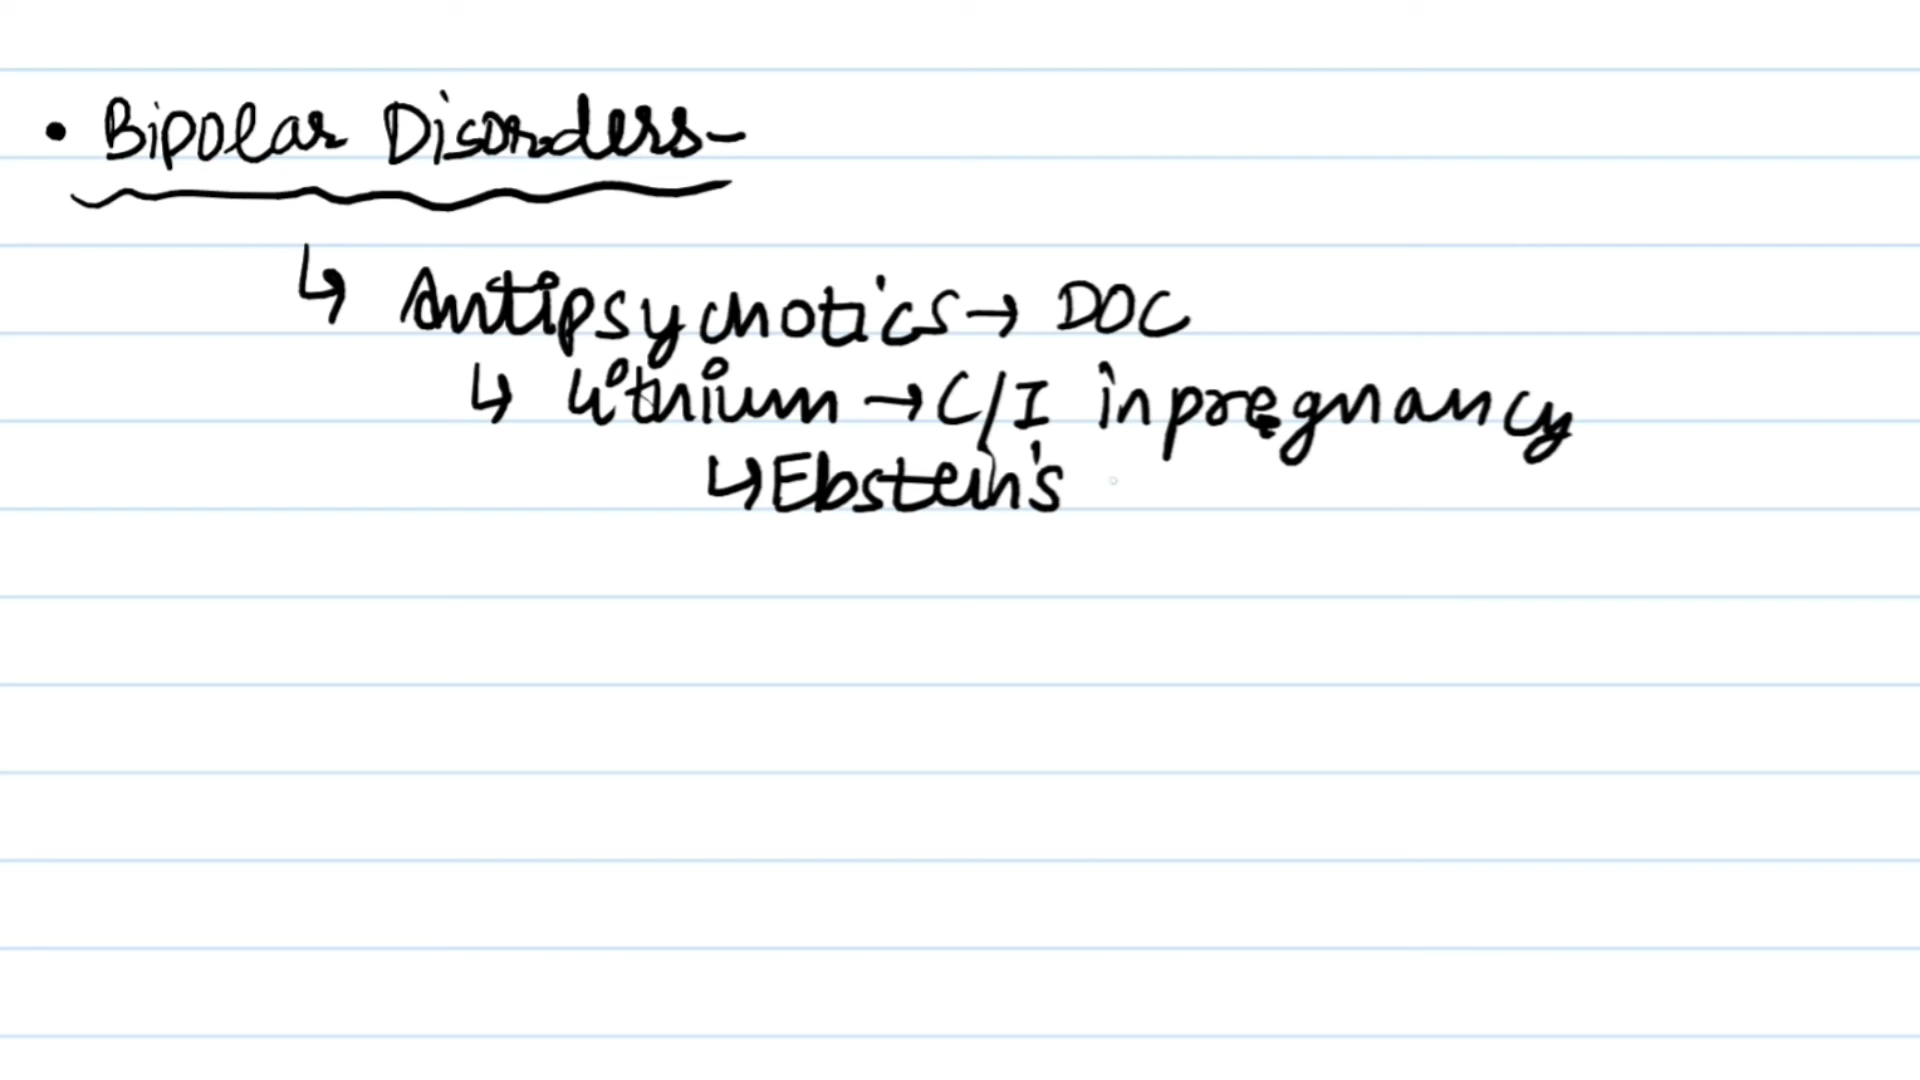 • Bipolar Disorders-
↳ Antipsychotics → DOC
↳ Lithium → C/I in pregnancy
↳ Ebstein's